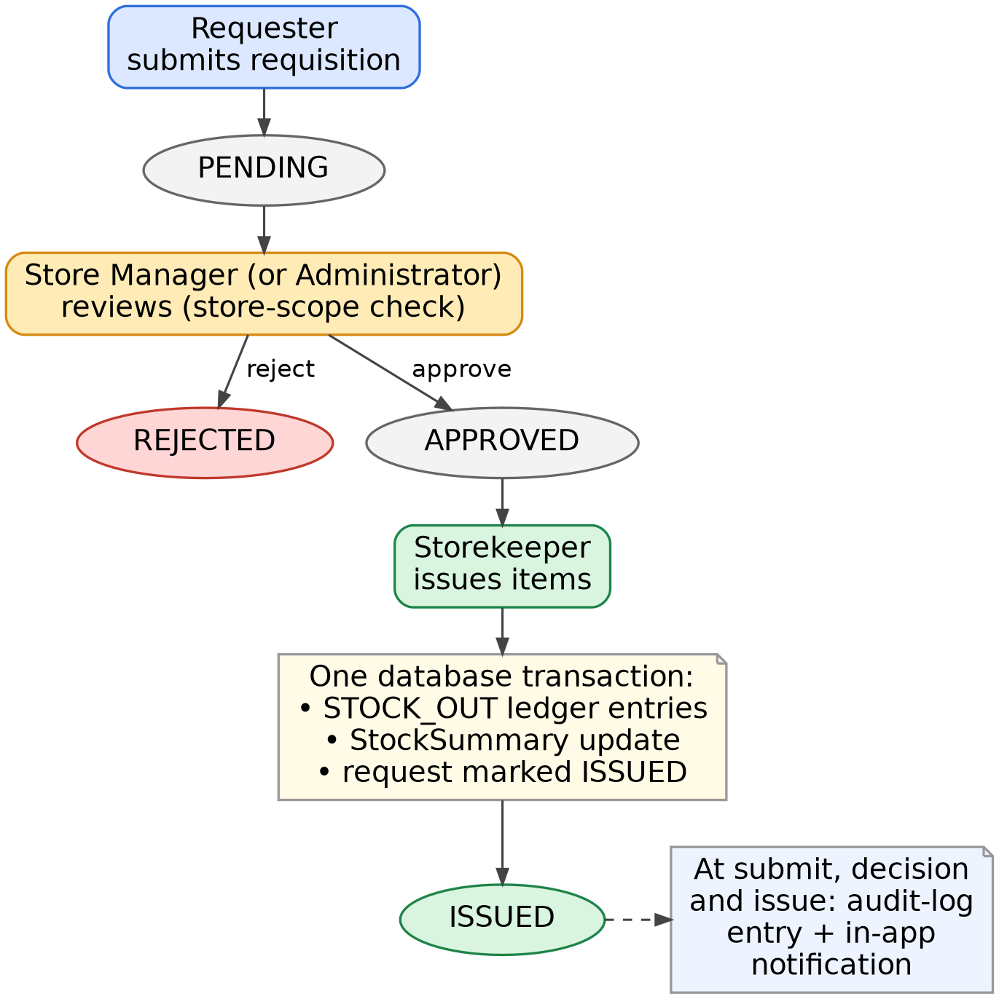 Requester
submits requisition
PENDING
Store Manager (or Administrator)
reviews (store-scope check)
reject
approve
REJECTED
APPROVED
Storekeeper
issues items
One database transaction:
• STOCK_OUT ledger entries
• StockSummary update
• request marked ISSUED
At submit, decision
and issue: audit-log
entry + in-app
notification
ISSUED